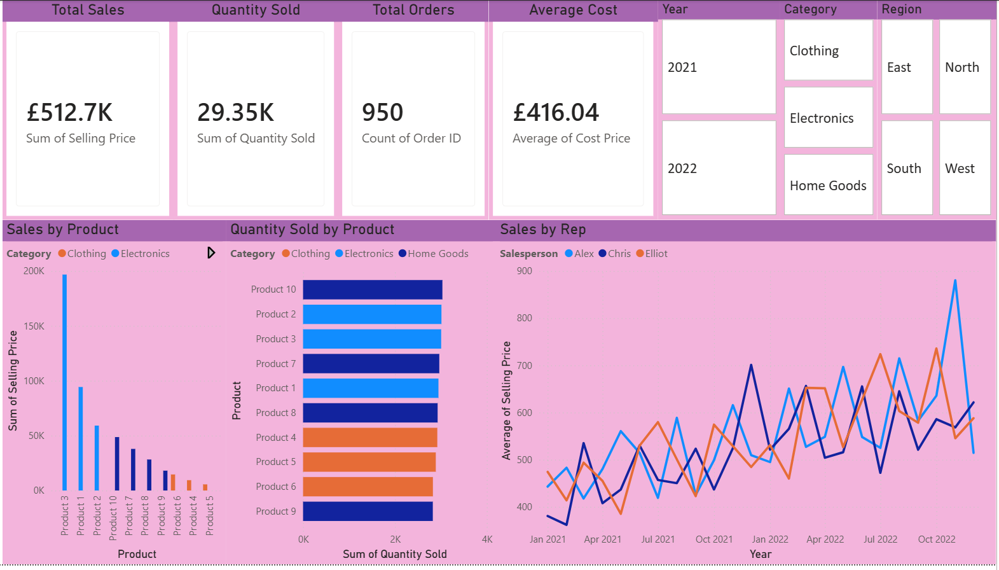 Total Sales
Quantity Sold
Total Orders
Average Cost
Year
Category
Region
£512.7K
Sum of Selling Price
29.35K
Sum of Quantity Sold
950
Count of Order ID
£416.04
Average of Cost Price
2021
2022
Clothing
Electronics
Home Goods
East
North
South
West
Sales by Product
Category Clothing Electronics
200K
150K
100K
50K
0K
Sum of Selling Price
Product 3
Product 1
Product 2
Product 10
Product 7
Product 8
Product 9
Product 6
Product 4
Product 5
Product
Quantity Sold by Product
Category Clothing Electronics Home Goods
Product
Product 10
Product 2
Product 3
Product 7
Product 1
Product 8
Product 4
Product 5
Product 6
Product 9
0K 2K 4K
Sum of Quantity Sold
Sales by Rep
Salesperson Alex Chris Elliot
900
800
700
600
500
400
Average of Selling Price
Jan 2021 Apr 2021 Jul 2021 Oct 2021 Jan 2022 Apr 2022 Jul 2022 Oct 2022
Year